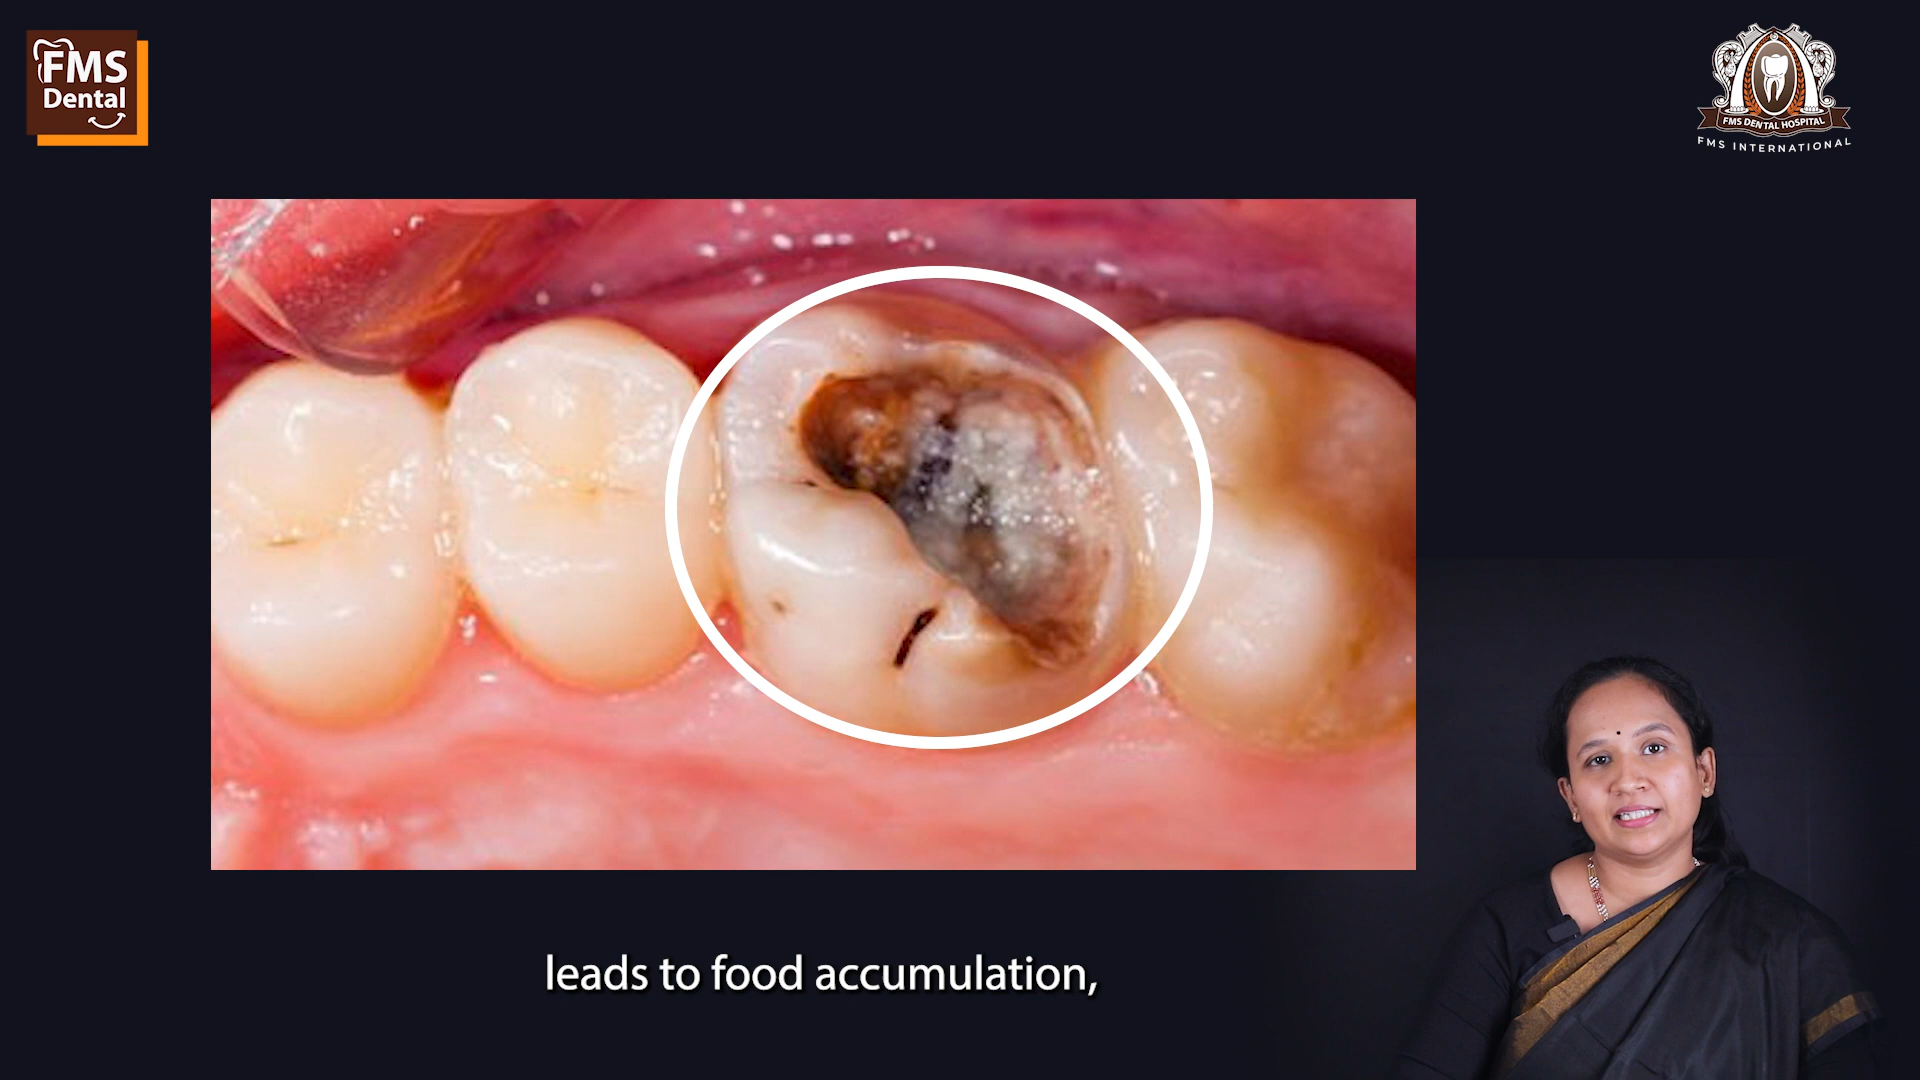 FMS
Dental
FMS DENTAL HOSPITAL
FMS INTERNATIONAL
leads to food accumulation,